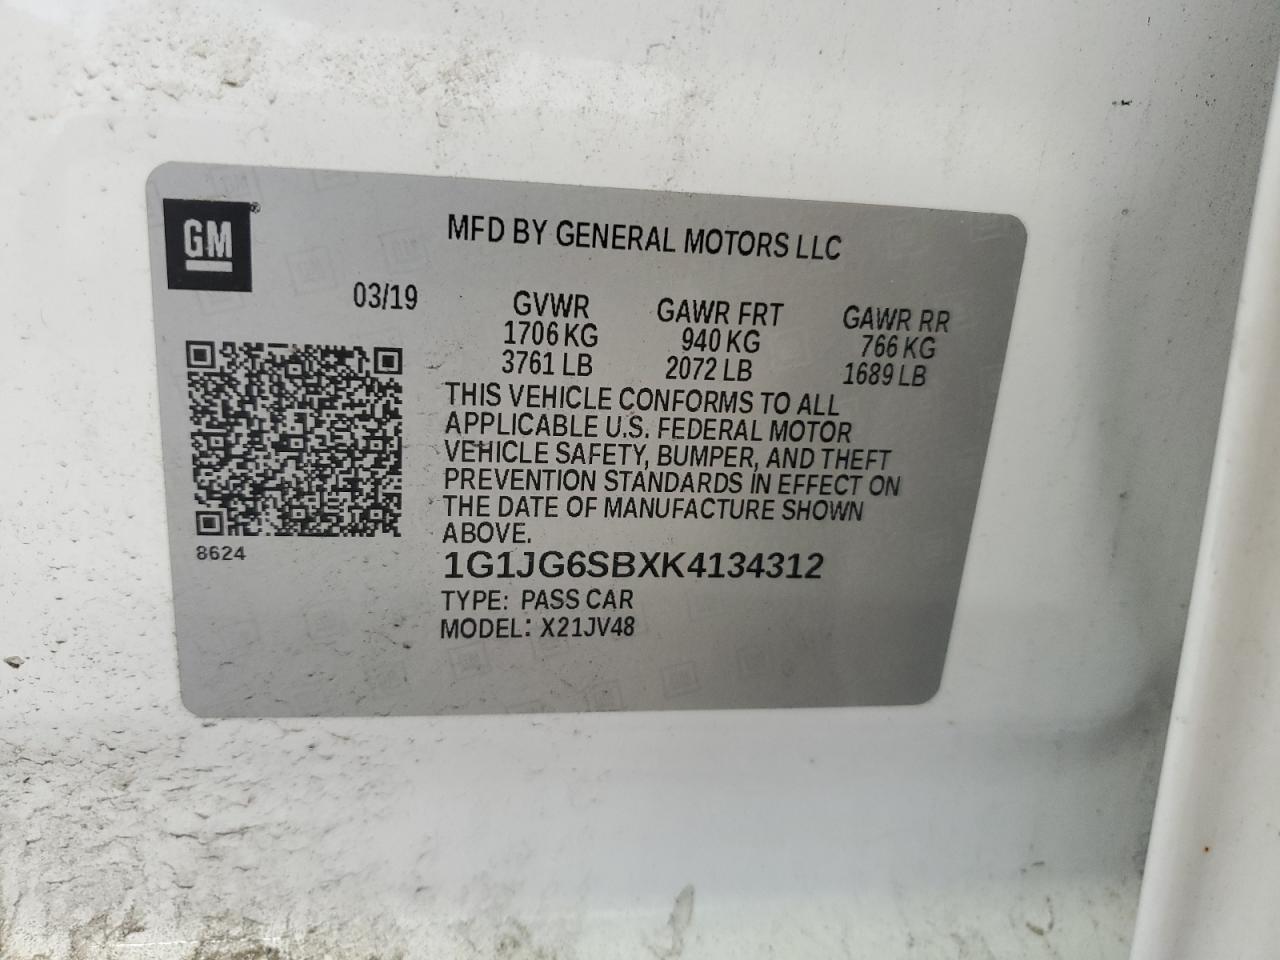 GM
MFD BY GENERAL MOTORS LLC
03/19 GVWR GAWR FRT GAWR RR
1706 KG 940 KG 766 KG
3761 LB 2072 LB 1689 LB
THIS VEHICLE CONFORMS TO ALL
APPLICABLE U.S. FEDERAL MOTOR
VEHICLE SAFETY, BUMPER, AND THEFT
PREVENTION STANDARDS IN EFFECT ON
THE DATE OF MANUFACTURE SHOWN
ABOVE.
8624
1G1JG6SBXK4134312
TYPE: PASS CAR
MODEL: X21JV48